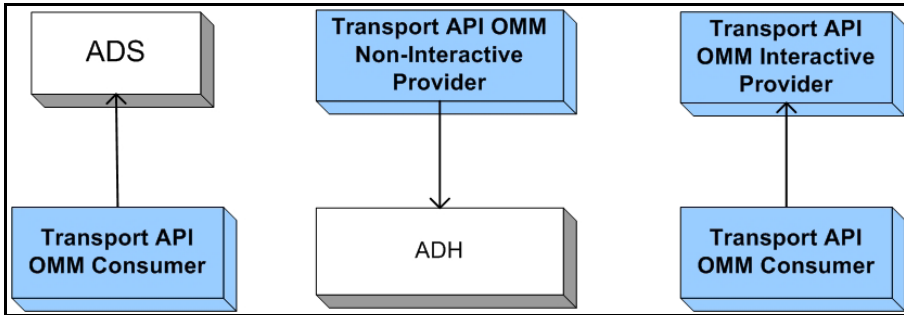 ADS
Transport API OMM
Non-Interactive
Provider
Transport API
OMM Interactive
Provider
Transport API
OMM Consumer
ADH
Transport API
OMM Consumer